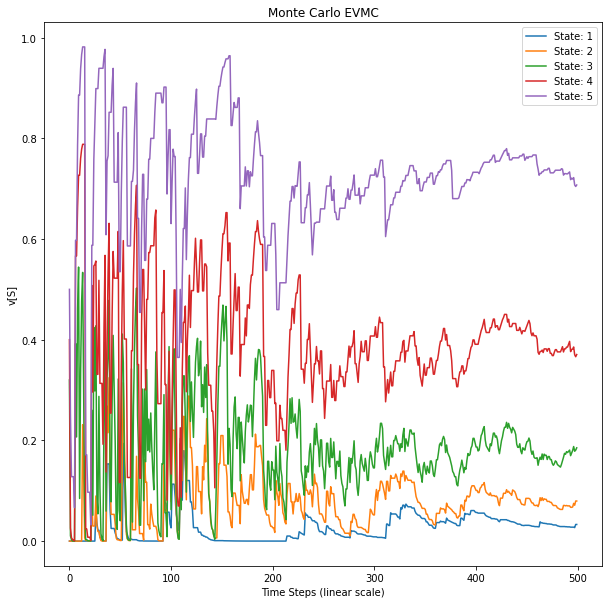 Monte Carlo EVMC
State: 1
State: 2
State: 3
State: 4
State: 5
v[S]
1.0
0.8
0.6
0.4
0.2
0.0
0 100 200 300 400 500
Time Steps (linear scale)